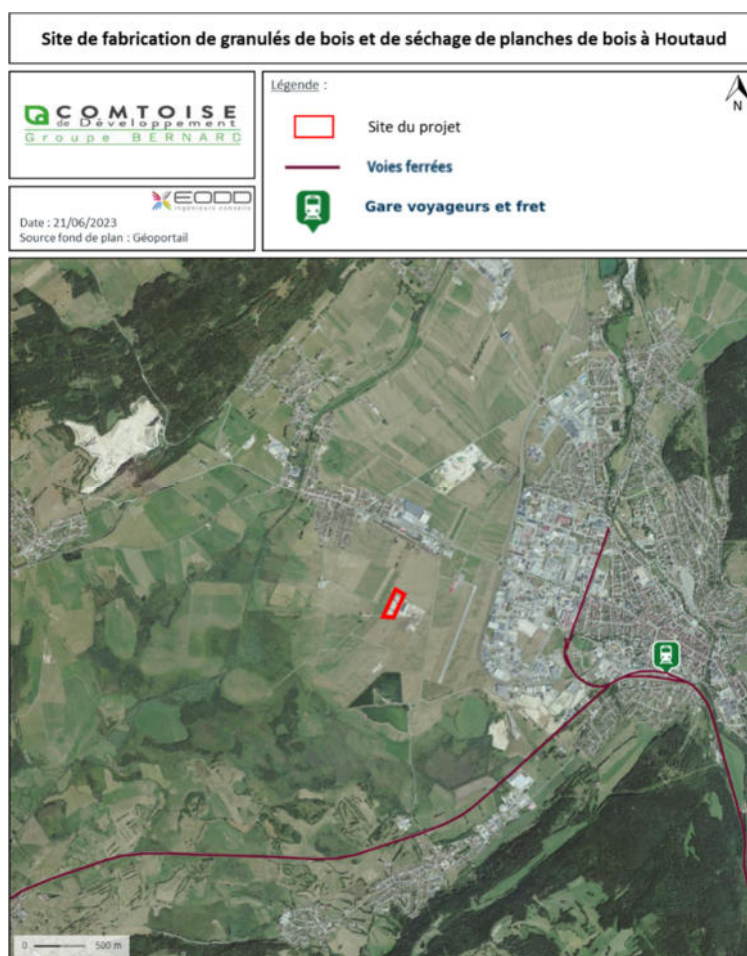 Site de fabrication de granulés de bois et de séchage de planches de bois à Houtaud
COMTOISE
de Développement
Groupe BERNARD
EODD
ingénieurs conseils
Date : 21/06/2023
Source fond de plan : Géoportail
Légende :
N
Site du projet
Voies ferrées
Gare voyageurs et fret
0 500 m